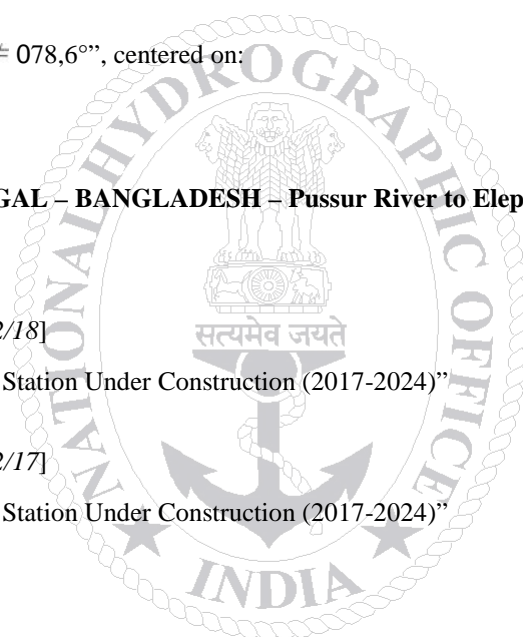 = 078,6°”, centered on:
GAL – BANGLADESH – Pussur River to Elep
NATIONAL HYDROGRAPHIC OFFICE
2/18]
सत्यमेव जयते
Station Under Construction (2017-2024)”
2/17]
Station Under Construction (2017-2024)”
INDIA